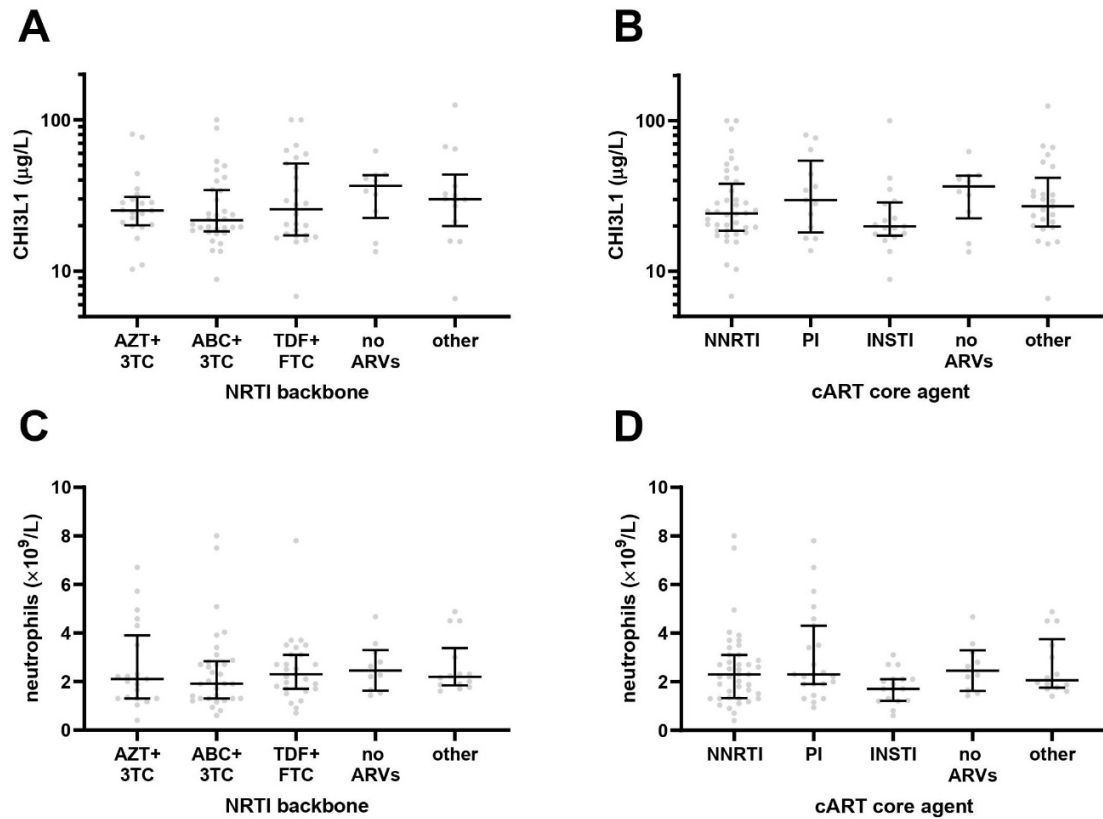 A
CHI3L1 (μg/L)
100
10
AZT+ ABC+ TDF+ no other
3TC 3TC FTC ARVs
NRTI backbone
B
CHI3L1 (μg/L)
100
10
NNRTI PI INSTI no other
ARVs
cART core agent
C
neutrophils (×10⁹/L)
10
8
6
4
2
0
AZT+ ABC+ TDF+ no other
3TC 3TC FTC ARVs
NRTI backbone
D
neutrophils (×10⁹/L)
10
8
6
4
2
0
NNRTI PI INSTI no other
ARVs
cART core agent